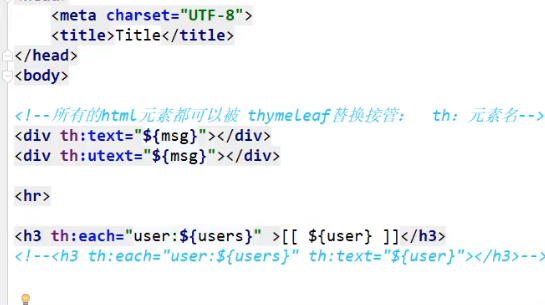 <meta charset="UTF-8">
<title>Title</title>
</head>
<body>
<!--所有的html元素都可以被 thymeleaf替换接管： th：元素名-->
<div th:text="${msg}"></div>
<div th:utext="${msg}"></div>
<hr>
<h3 th:each="user:${users}" >[[ ${user} ]]</h3>
<!--<h3 th:each="user:${users}" th:text="${user}"></h3>-->